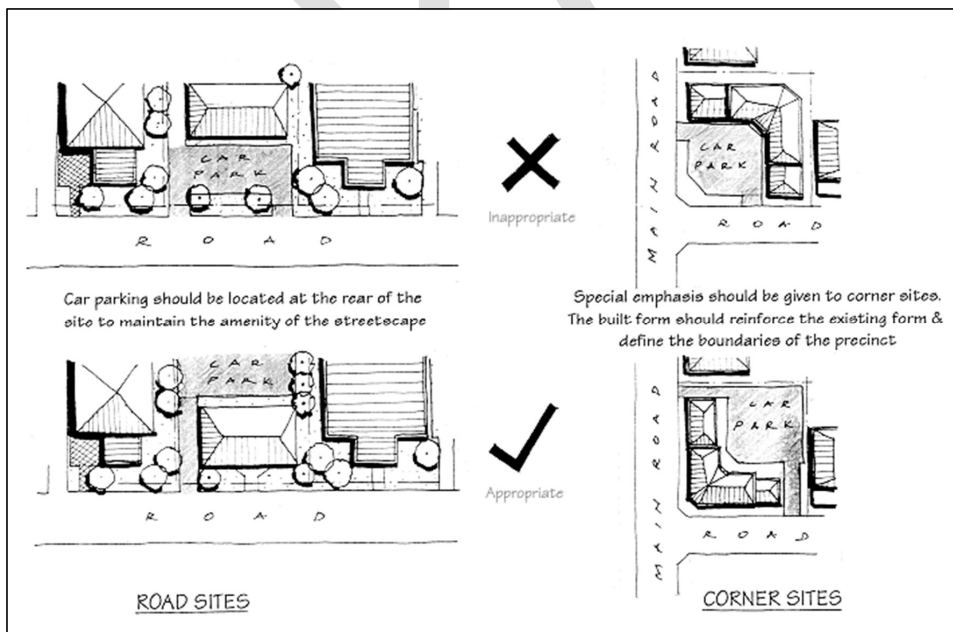 CAR
PARK
ROAD
Inappropriate
CAR
PARK
MAIN ROAD
ROAD
Car parking should be located at the rear of the
site to maintain the amenity of the streetscape
Special emphasis should be given to corner sites.
The built form should reinforce the existing form &
define the boundaries of the precinct
CAR
PARK
ROAD
Appropriate
CAR
PARK
MAIN ROAD
ROAD
ROAD SITES
CORNER SITES